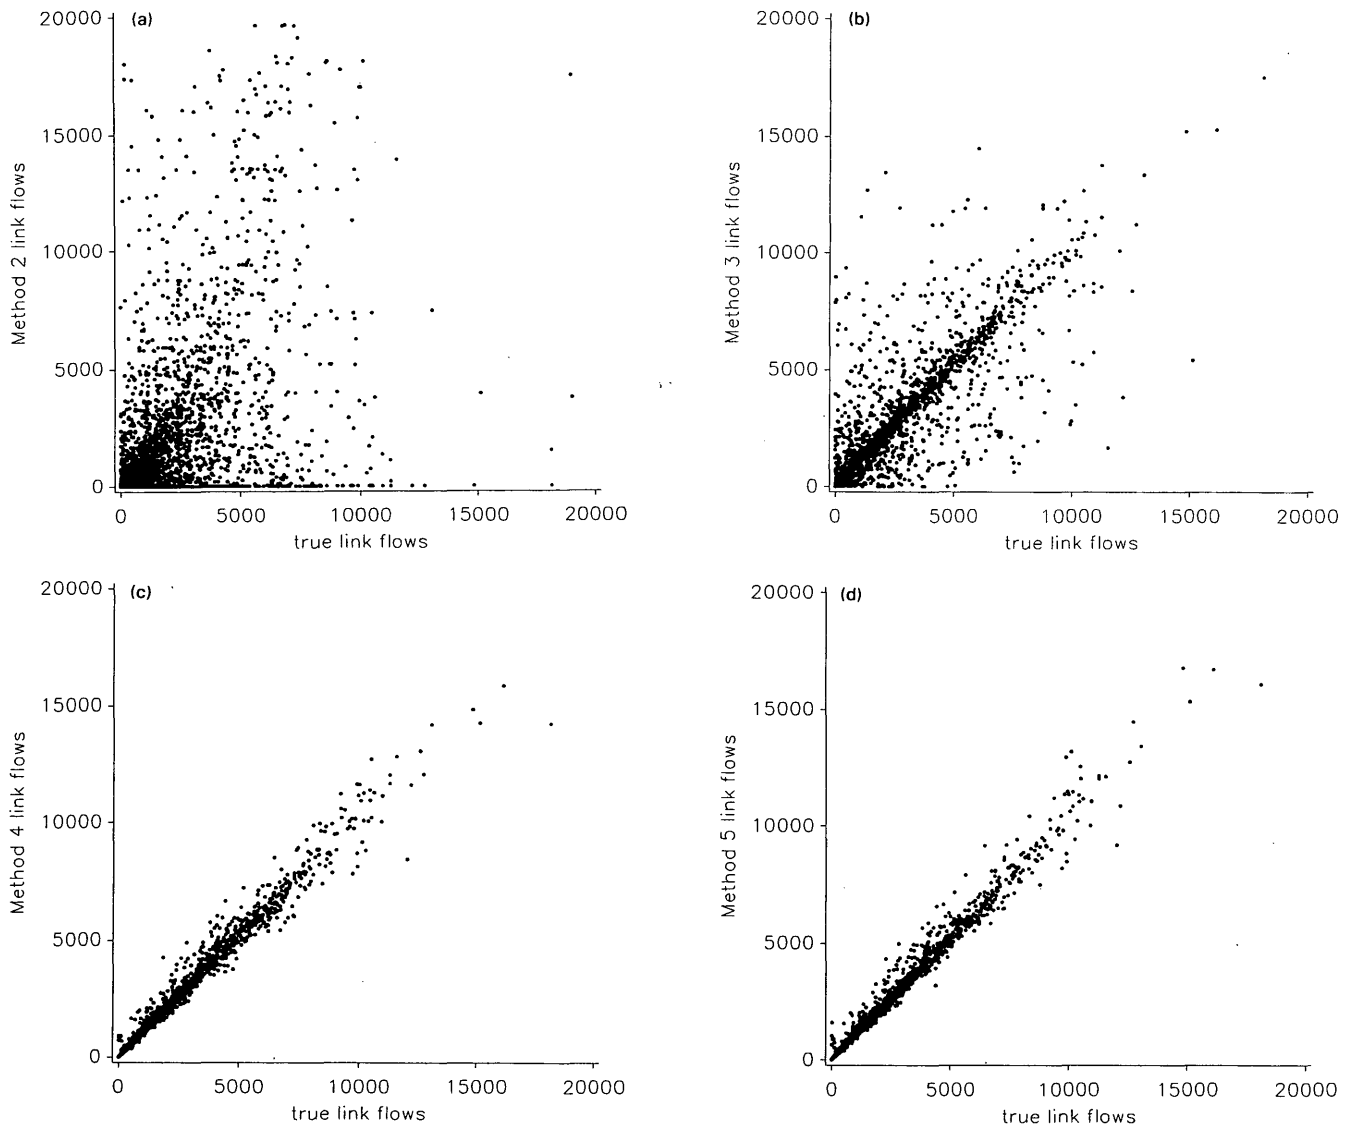 (a)
20000
15000
10000
5000
0
Method 2 link flows
0 5000 10000 15000 20000
true link flows
(b)
20000
15000
10000
5000
0
Method 3 link flows
0 5000 10000 15000 20000
true link flows
(c)
20000
15000
10000
5000
0
Method 4 link flows
0 5000 10000 15000 20000
true link flows
(d)
20000
15000
10000
5000
0
Method 5 link flows
0 5000 10000 15000 20000
true link flows